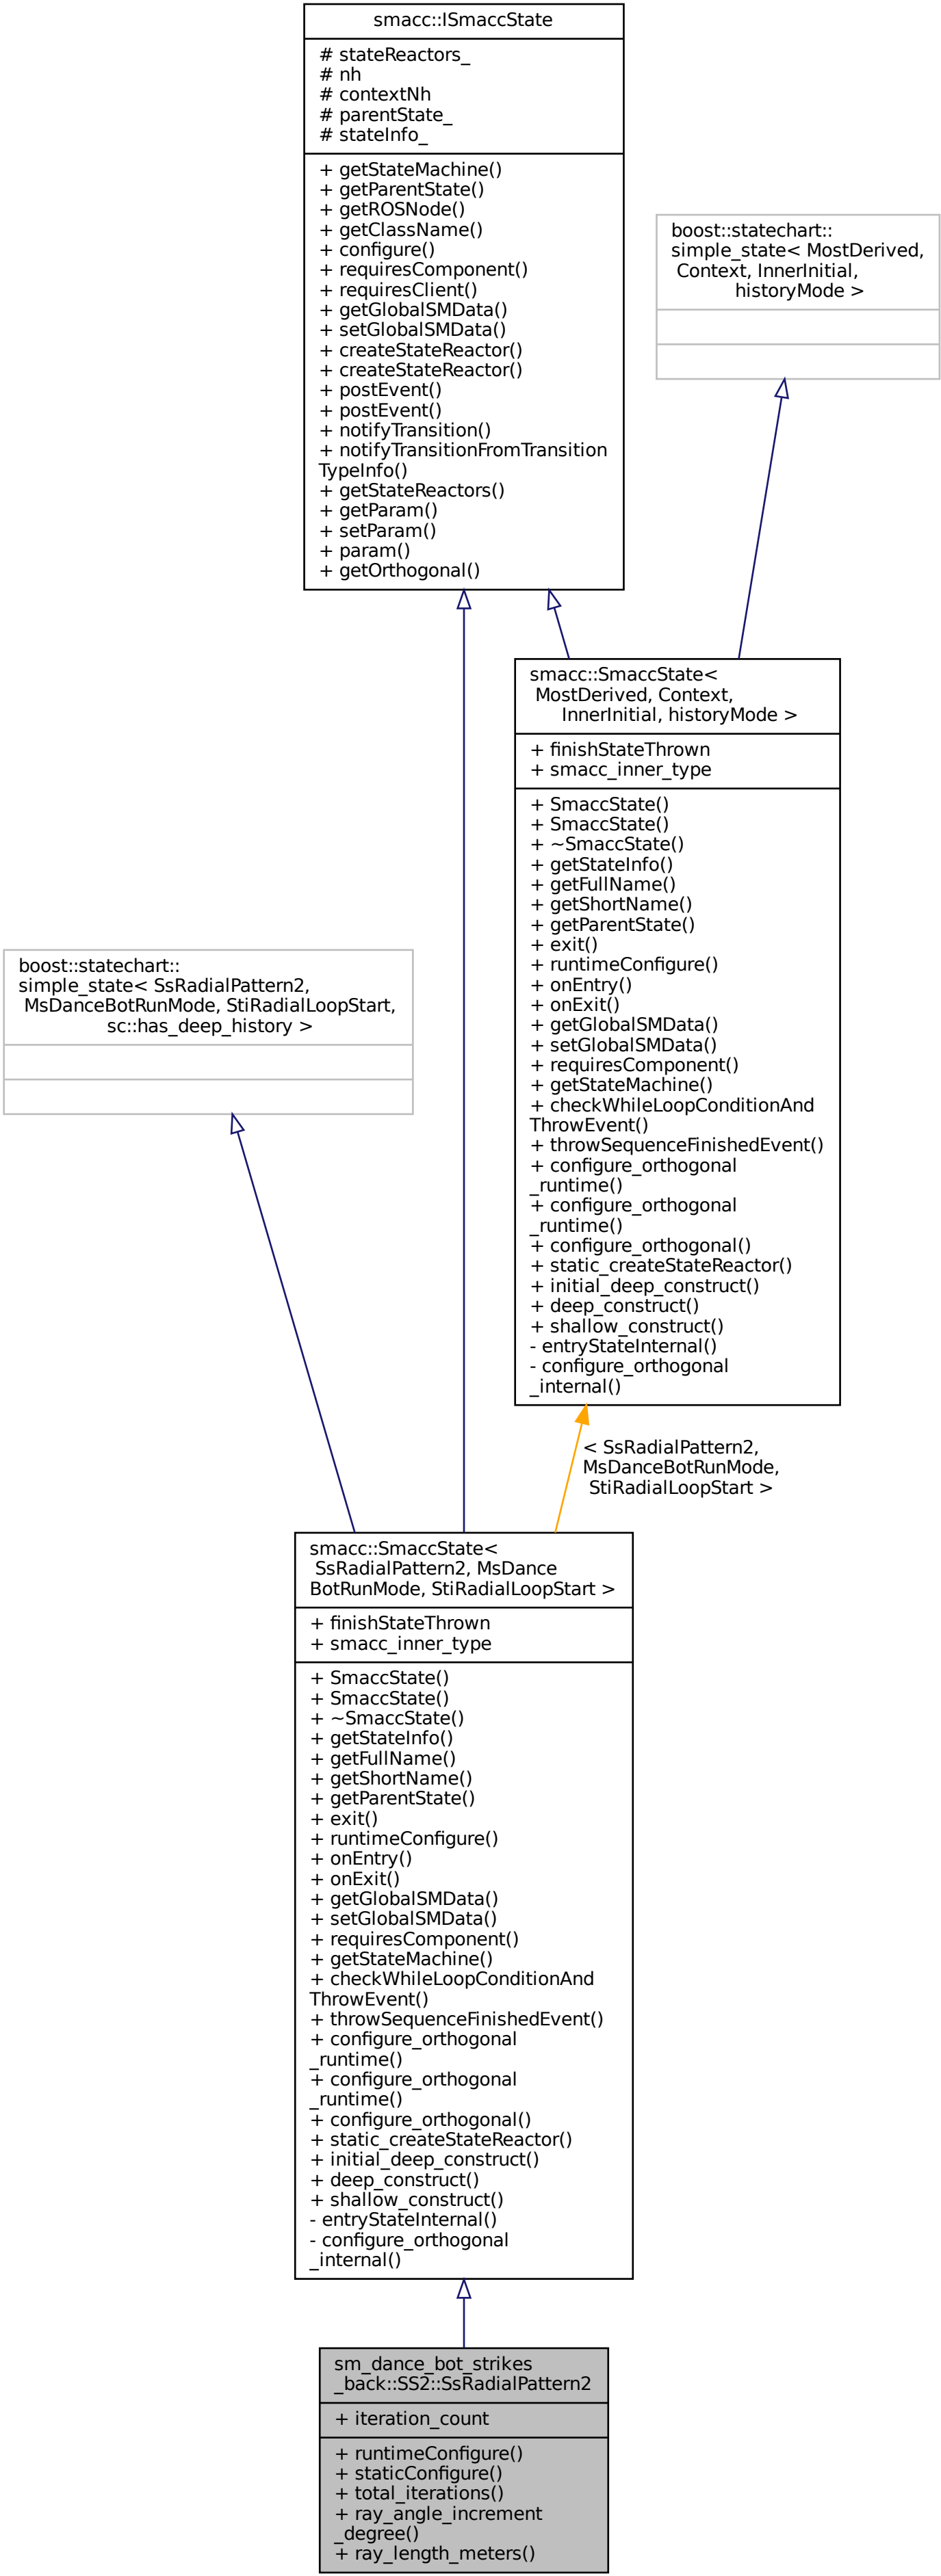 smacc::ISmaccState
# stateReactors_
# nh
# contextNh
# parentState_
# stateInfo_
+ getStateMachine()
+ getParentState()
+ getROSNode()
+ getClassName()
+ configure()
+ requiresComponent()
+ requiresClient()
+ getGlobalSMData()
+ setGlobalSMData()
+ createStateReactor()
+ createStateReactor()
+ postEvent()
+ postEvent()
+ notifyTransition()
+ notifyTransitionFromTransition
TypeInfo()
+ getStateReactors()
+ getParam()
+ setParam()
+ param()
+ getOrthogonal()
boost::statechart::
simple_state< MostDerived,
Context, InnerInitial,
historyMode >
smacc::SmaccState<
MostDerived, Context,
InnerInitial, historyMode >
+ finishStateThrown
+ smacc_inner_type
+ SmaccState()
+ SmaccState()
+ ~SmaccState()
+ getStateInfo()
+ getFullName()
+ getShortName()
+ getParentState()
+ exit()
+ runtimeConfigure()
+ onEntry()
+ onExit()
+ getGlobalSMData()
+ setGlobalSMData()
+ requiresComponent()
+ getStateMachine()
+ checkWhileLoopConditionAnd
ThrowEvent()
+ throwSequenceFinishedEvent()
+ configure_orthogonal
_runtime()
+ configure_orthogonal
_runtime()
+ configure_orthogonal()
+ static_createStateReactor()
+ initial_deep_construct()
+ deep_construct()
+ shallow_construct()
- entryStateInternal()
- configure_orthogonal
_internal()
boost::statechart::
simple_state< SsRadialPattern2,
MsDanceBotRunMode, StiRadialLoopStart,
sc::has_deep_history >
< SsRadialPattern2,
MsDanceBotRunMode,
StiRadialLoopStart >
smacc::SmaccState<
SsRadialPattern2, MsDance
BotRunMode, StiRadialLoopStart >
+ finishStateThrown
+ smacc_inner_type
+ SmaccState()
+ SmaccState()
+ ~SmaccState()
+ getStateInfo()
+ getFullName()
+ getShortName()
+ getParentState()
+ exit()
+ runtimeConfigure()
+ onEntry()
+ onExit()
+ getGlobalSMData()
+ setGlobalSMData()
+ requiresComponent()
+ getStateMachine()
+ checkWhileLoopConditionAnd
ThrowEvent()
+ throwSequenceFinishedEvent()
+ configure_orthogonal
_runtime()
+ configure_orthogonal
_runtime()
+ configure_orthogonal()
+ static_createStateReactor()
+ initial_deep_construct()
+ deep_construct()
+ shallow_construct()
- entryStateInternal()
- configure_orthogonal
_internal()
sm_dance_bot_strikes
_back::SS2::SsRadialPattern2
+ iteration_count
+ runtimeConfigure()
+ staticConfigure()
+ total_iterations()
+ ray_angle_increment
_degree()
+ ray_length_meters()